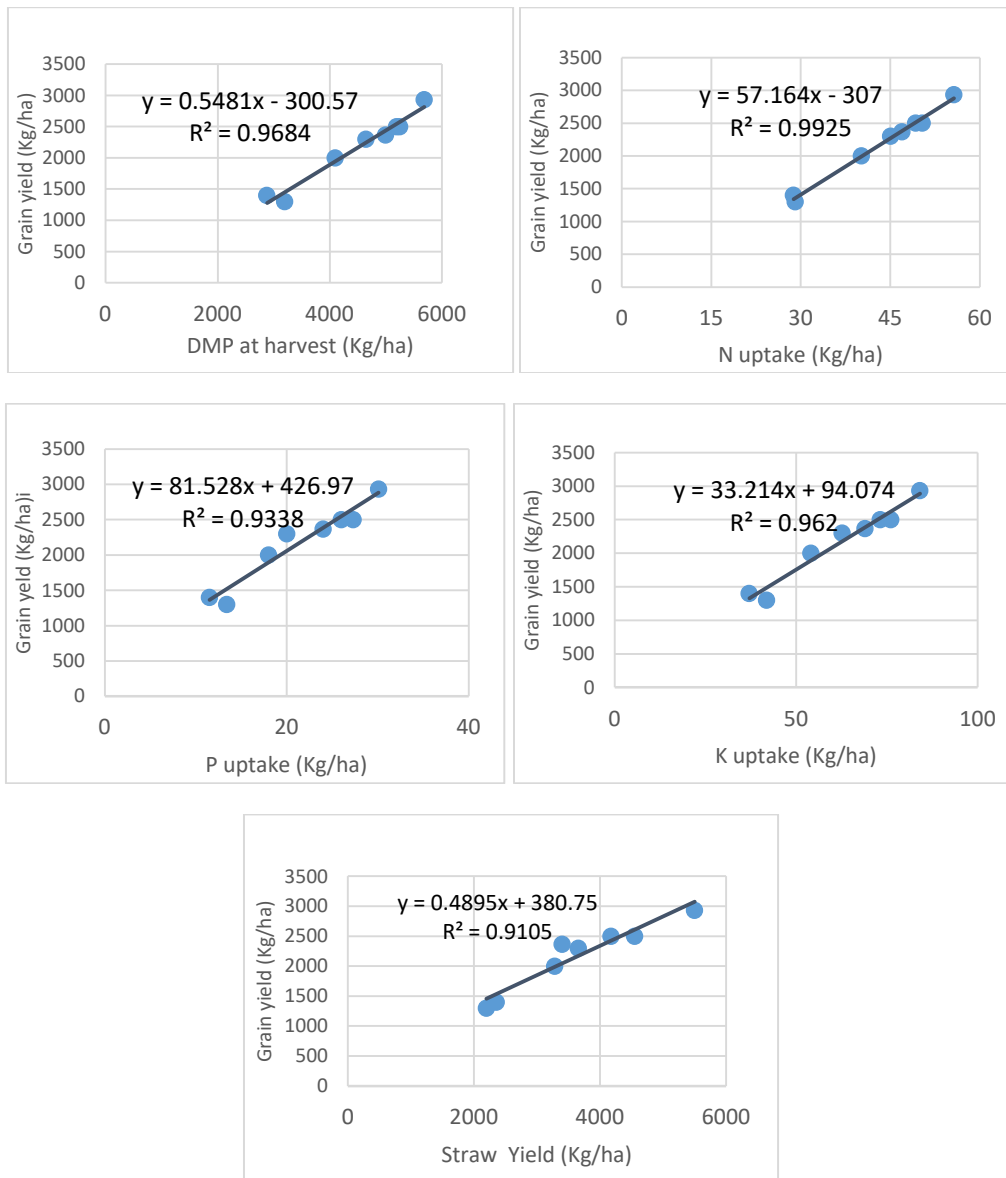 3500
3000
2500
2000
1500
1000
500
0
Grain yield (Kg/ha)
y = 0.5481x - 300.57
R² = 0.9684
0 2000 4000 6000
DMP at harvest (Kg/ha)
3500
3000
2500
2000
1500
1000
500
0
Grain yield (Kg/ha)
y = 57.164x - 307
R² = 0.9925
0 15 30 45 60
N uptake (Kg/ha)
3500
3000
2500
2000
1500
1000
500
0
Grain yeld (Kg/ha)i
y = 81.528x + 426.97
R² = 0.9338
0 20 40
P uptake (Kg/ha)
3500
3000
2500
2000
1500
1000
500
0
Grain yield (Kg/ha)
y = 33.214x + 94.074
R² = 0.962
0 50 100
K uptake (Kg/ha)
3500
3000
2500
2000
1500
1000
500
0
Grain yield (Kg/ha)
y = 0.4895x + 380.75
R² = 0.9105
0 2000 4000 6000
Straw Yield (Kg/ha)